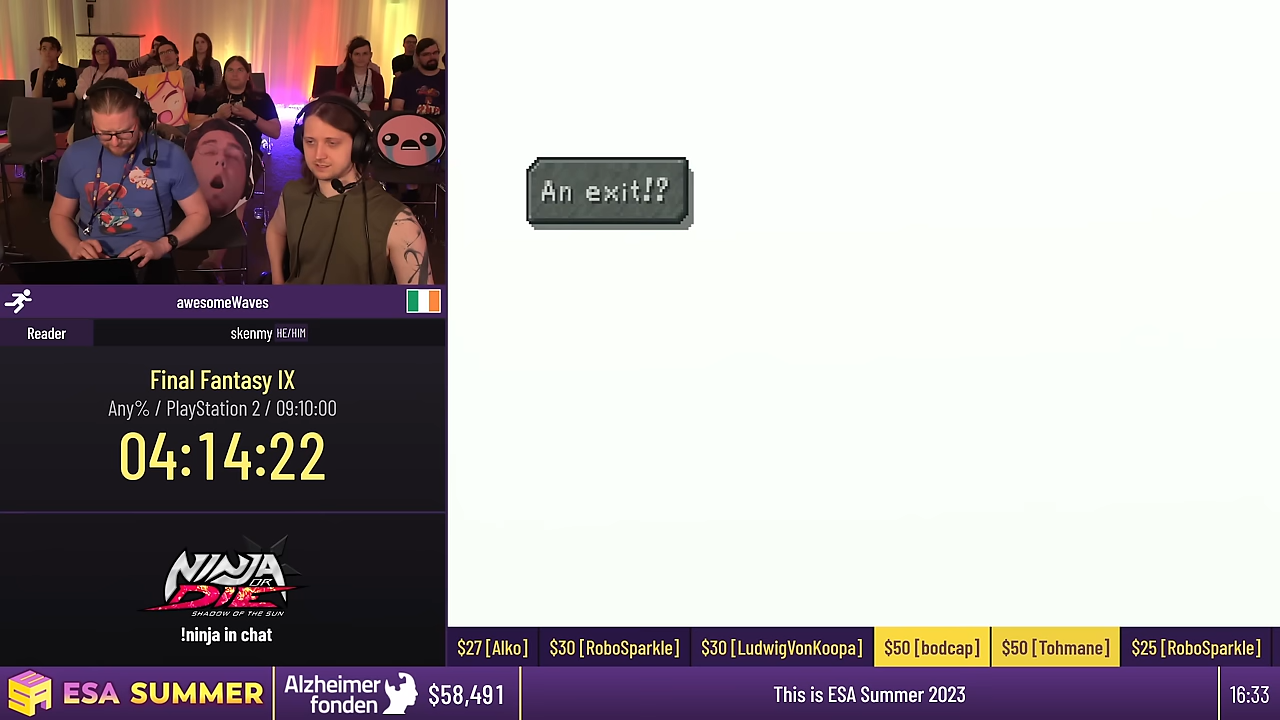 An exit!?
awesomeWaves
Reader
skenmy HE/HIM
Final Fantasy IX
Any% / PlayStation 2 / 09:10:00
04:14:22
NINJA
OR
DIE
SHADOW OF THE SUN
!ninja in chat
$27 [Alko]
$30 [RoboSparkle]
$30 [LudwigVonKoopa]
$50 [bodcap]
$50 [Tohmane]
$25 [RoboSparkle]
ESA SUMMER
Alzheimer
fonden
$58,491
This is ESA Summer 2023
16:33